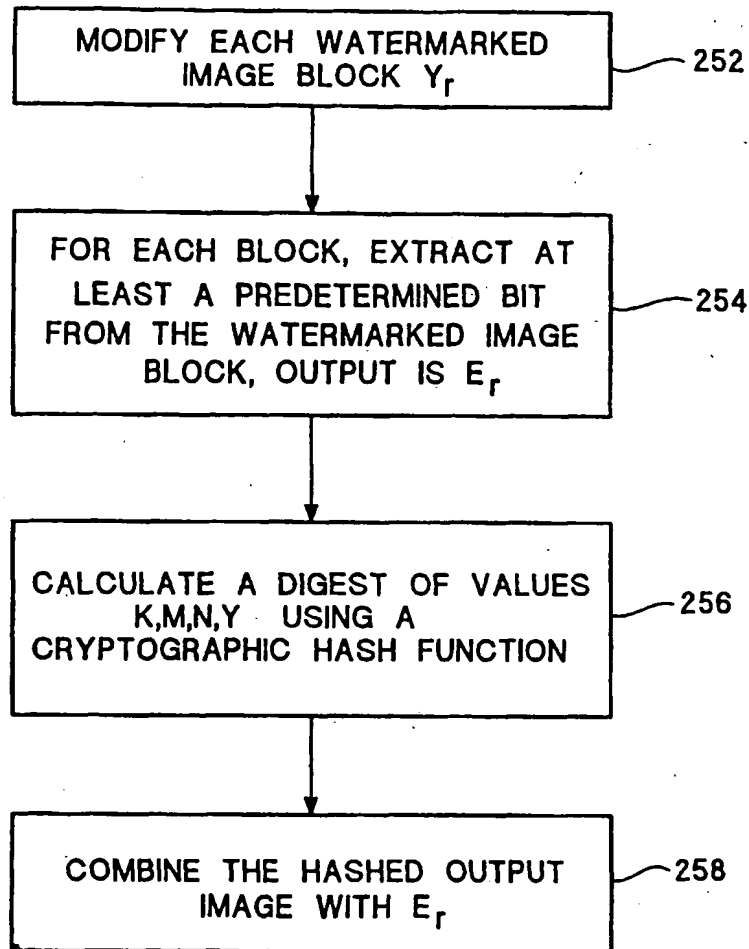 MODIFY EACH WATERMARKED
IMAGE BLOCK Yr
252
FOR EACH BLOCK, EXTRACT AT
LEAST A PREDETERMINED BIT
FROM THE WATERMARKED IMAGE
BLOCK, OUTPUT IS Er
254
CALCULATE A DIGEST OF VALUES
K,M,N,Y USING A
CRYPTOGRAPHIC HASH FUNCTION
256
COMBINE THE HASHED OUTPUT
IMAGE WITH Er
258